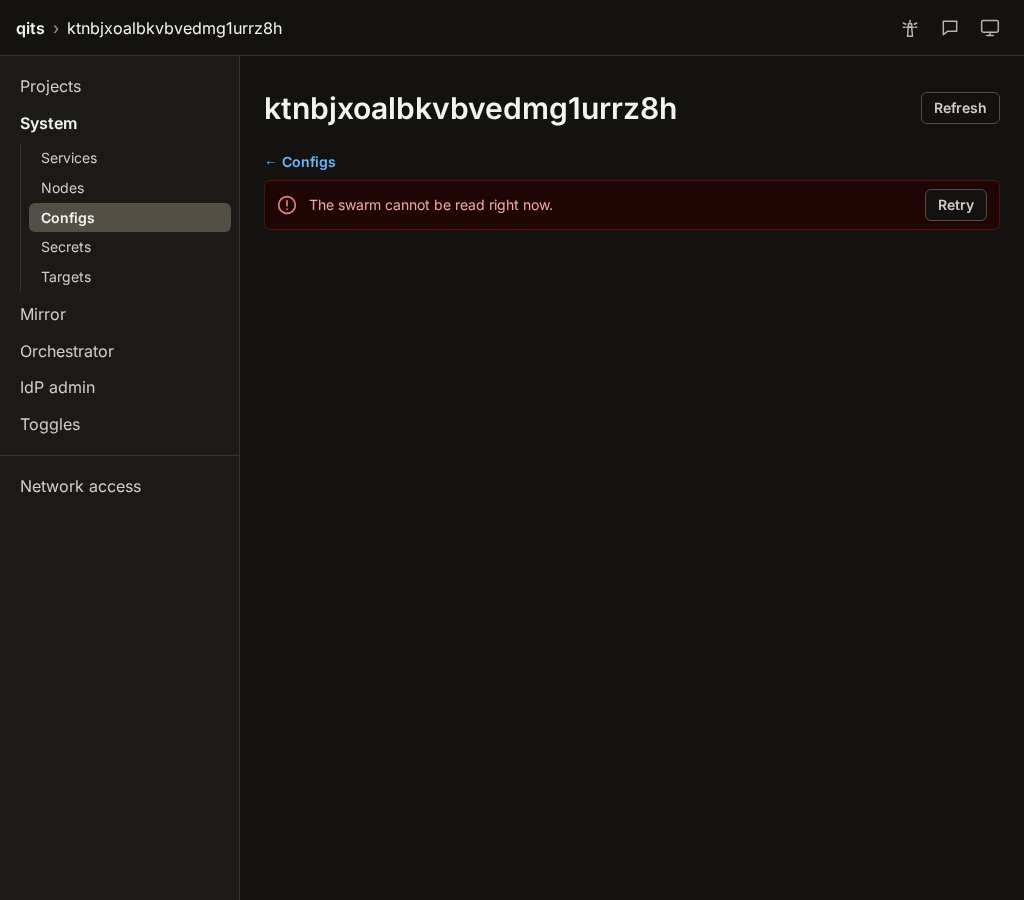 qits › ktnbjxoalbkvbvedmg1urrz8h
Projects
System
Services
Nodes
Configs
Secrets
Targets
Mirror
Orchestrator
IdP admin
Toggles
Network access
ktnbjxoalbkvbvedmg1urrz8h
Refresh
← Configs
The swarm cannot be read right now.
Retry